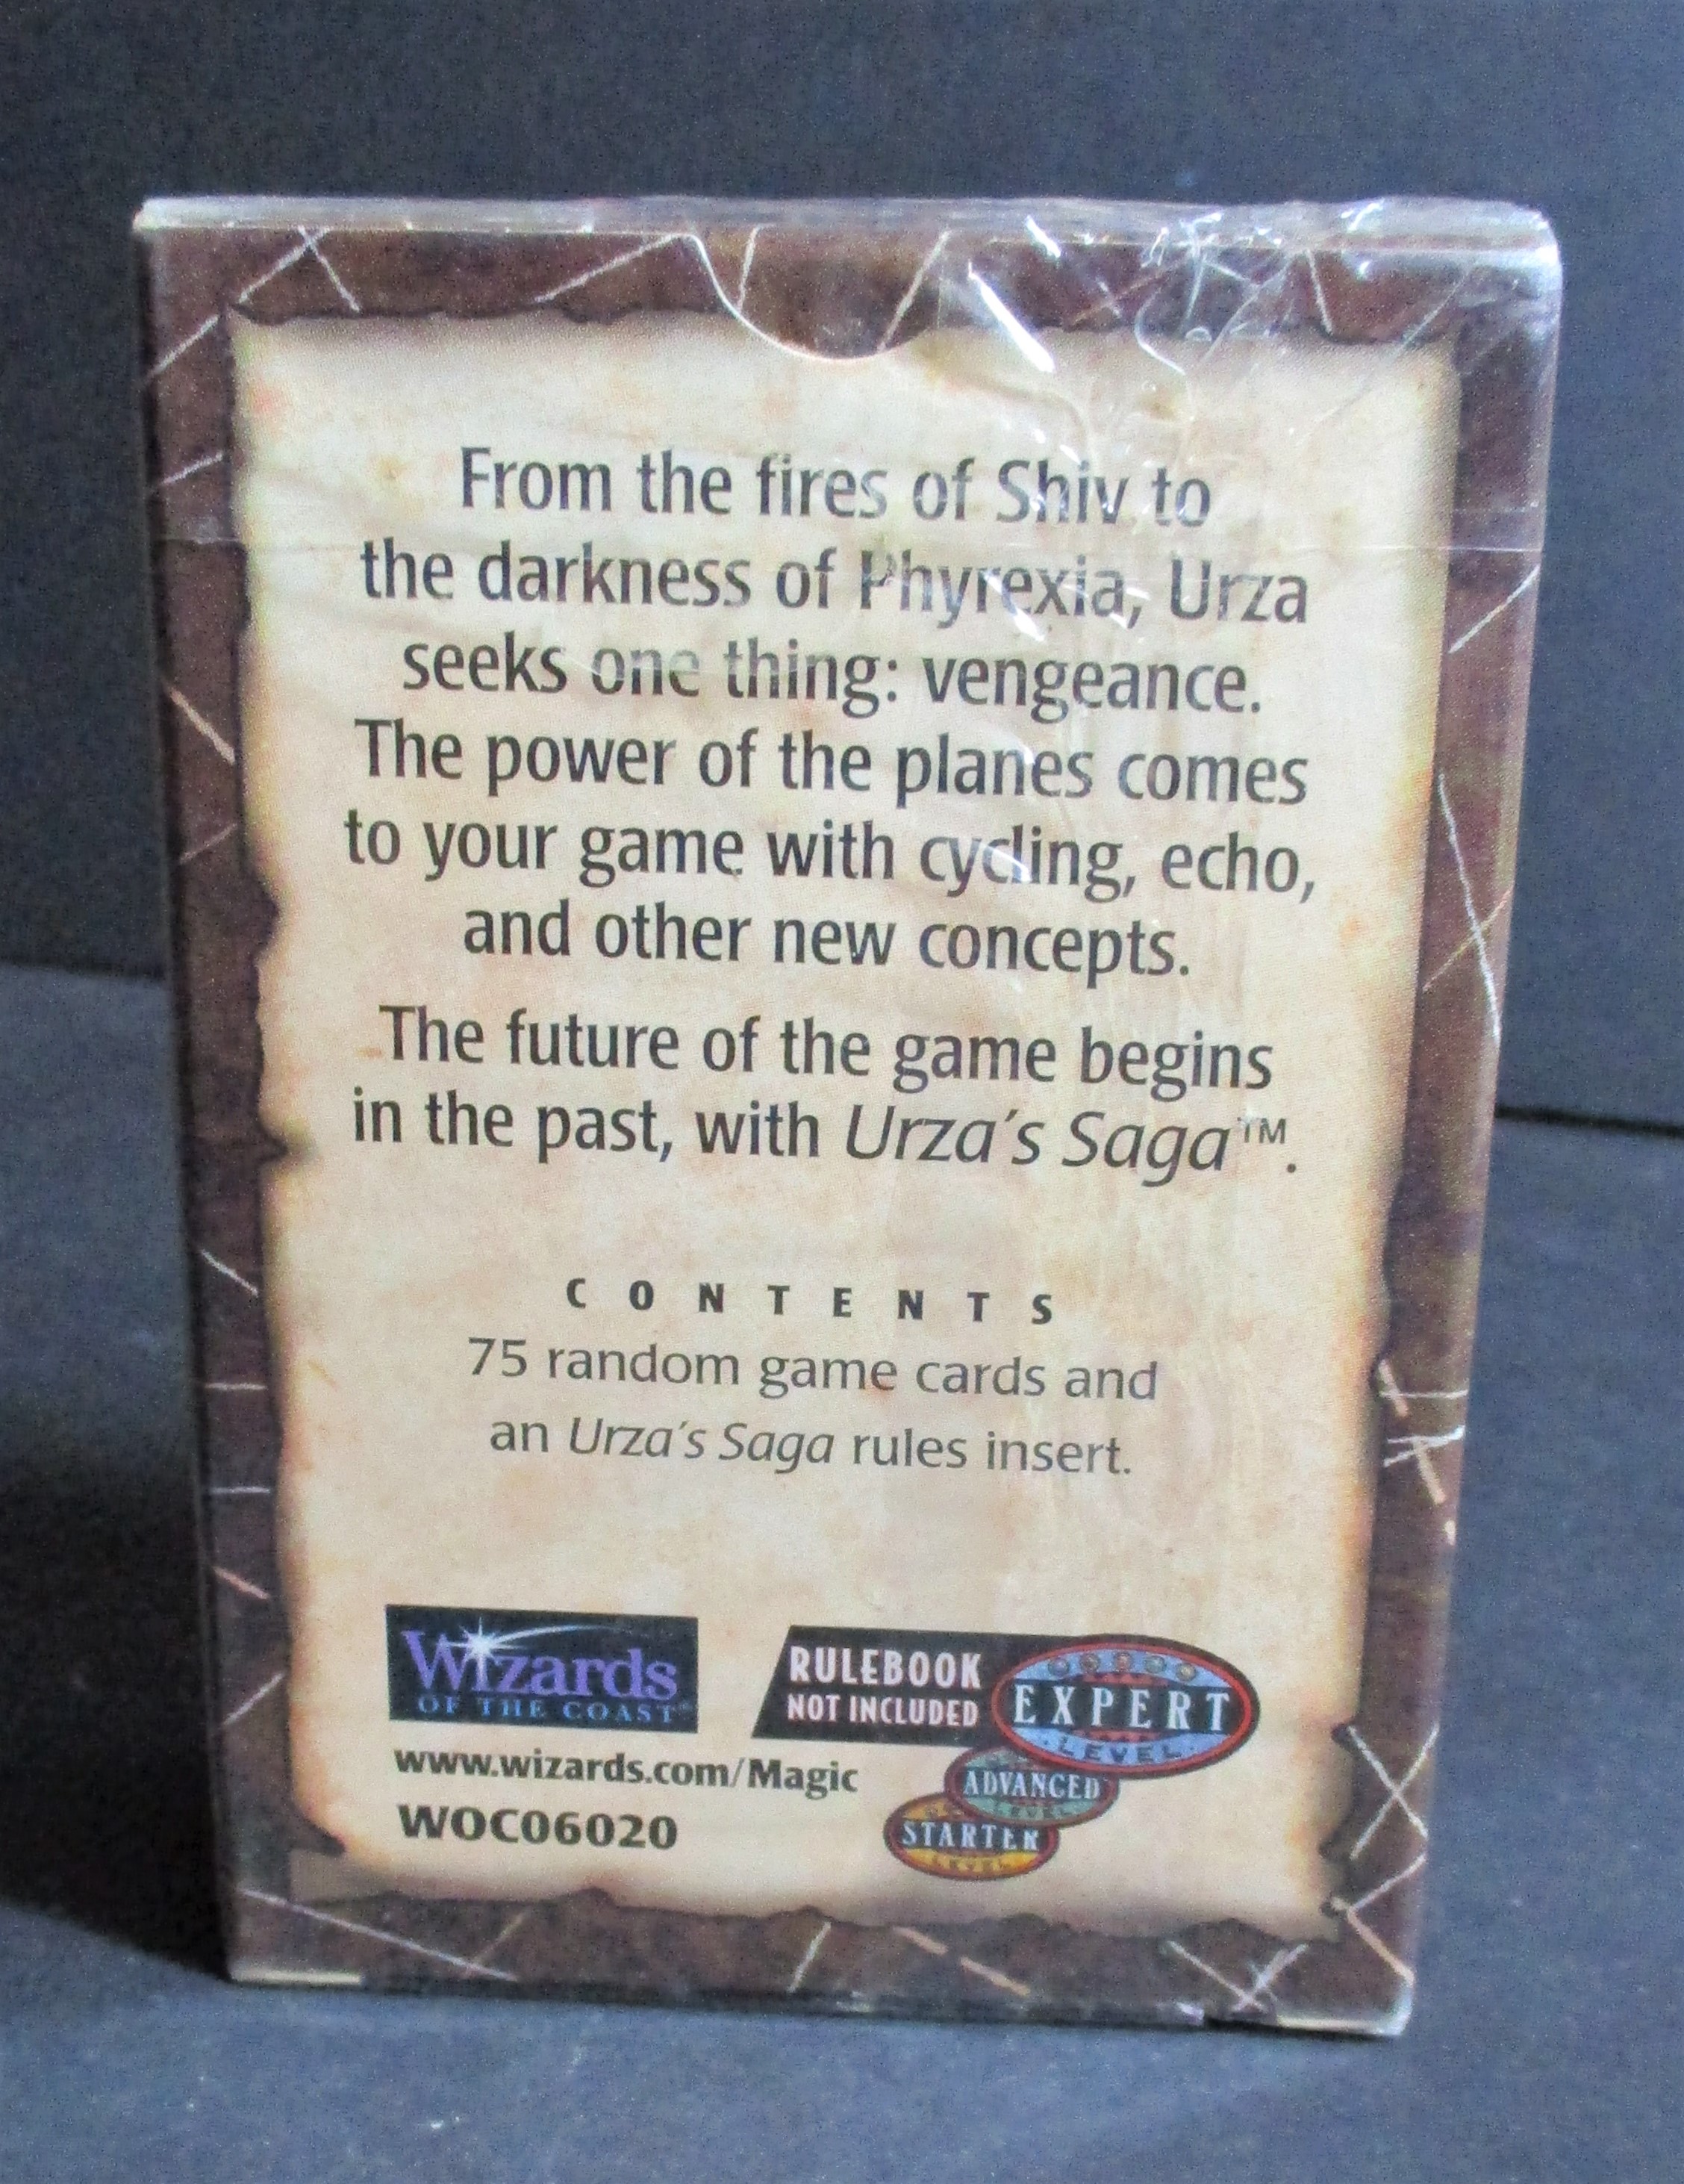 From the fires of Shiv to
the darkness of Phyrexia, Urza
seeks one thing: vengeance.
The power of the planes comes
to your game with cycling, echo,
and other new concepts.
The future of the game begins
in the past, with Urza's Saga™.
CONTENTS
75 random game cards and
an Urza's Saga rules insert.
Wizards
OF THE COAST®
www.wizards.com/Magic
WOC06020
RULEBOOK
NOT INCLUDED
EXPERT
LEVEL
ADVANCED
LEVEL
STARTER
LEVEL